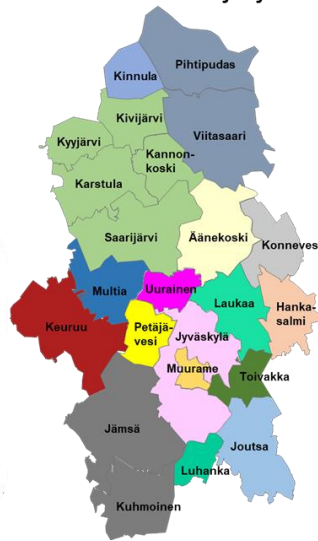 Pihtipudas
Kinnula
Kivijärvi
Viitasaari
Kyyjärvi
Kannon-
koski
Karstula
Saarijärvi
Äänekoski
Konneves
Multia
Uurainen
Laukaa
Hanka-
salmi
Keuruu
Petäjä-
vesi
Jyväskylä
Muurame
Toivakka
Jämsä
Joutsa
Luhanka
Kuhmoinen